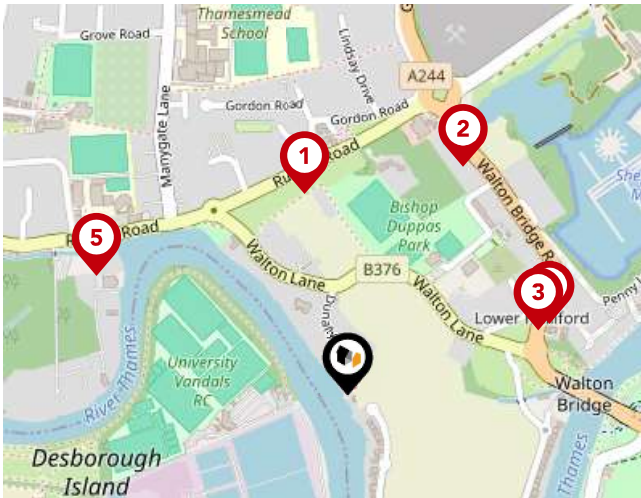 Thamesmead
School
Grove Road
Lindsay Drive
A244
Gordon Road
Gordon Road
Manygate Lane
1
Road
2
Walton Bridge R
5
Road
Bishop
Duppas
Park
Walton Lane
B376
Walton Lane
3
Penny
Lower
River Thames
University
Vandals
RC
Walton
Bridge
Desborough
Island
Thames